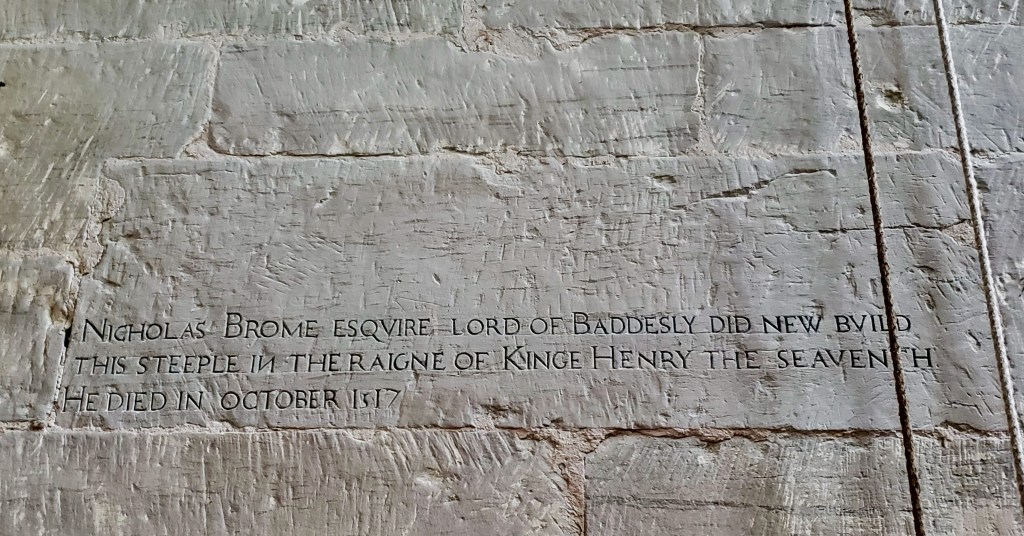 NICHOLAS BROME ESQVIRE LORD OF BADDESLY DID NEW BVILD
THIS STEEPLE IN THE RAIGNE OF KINGE HENRY THE SEAVENTH
HE DIED IN OCTOBER 1517